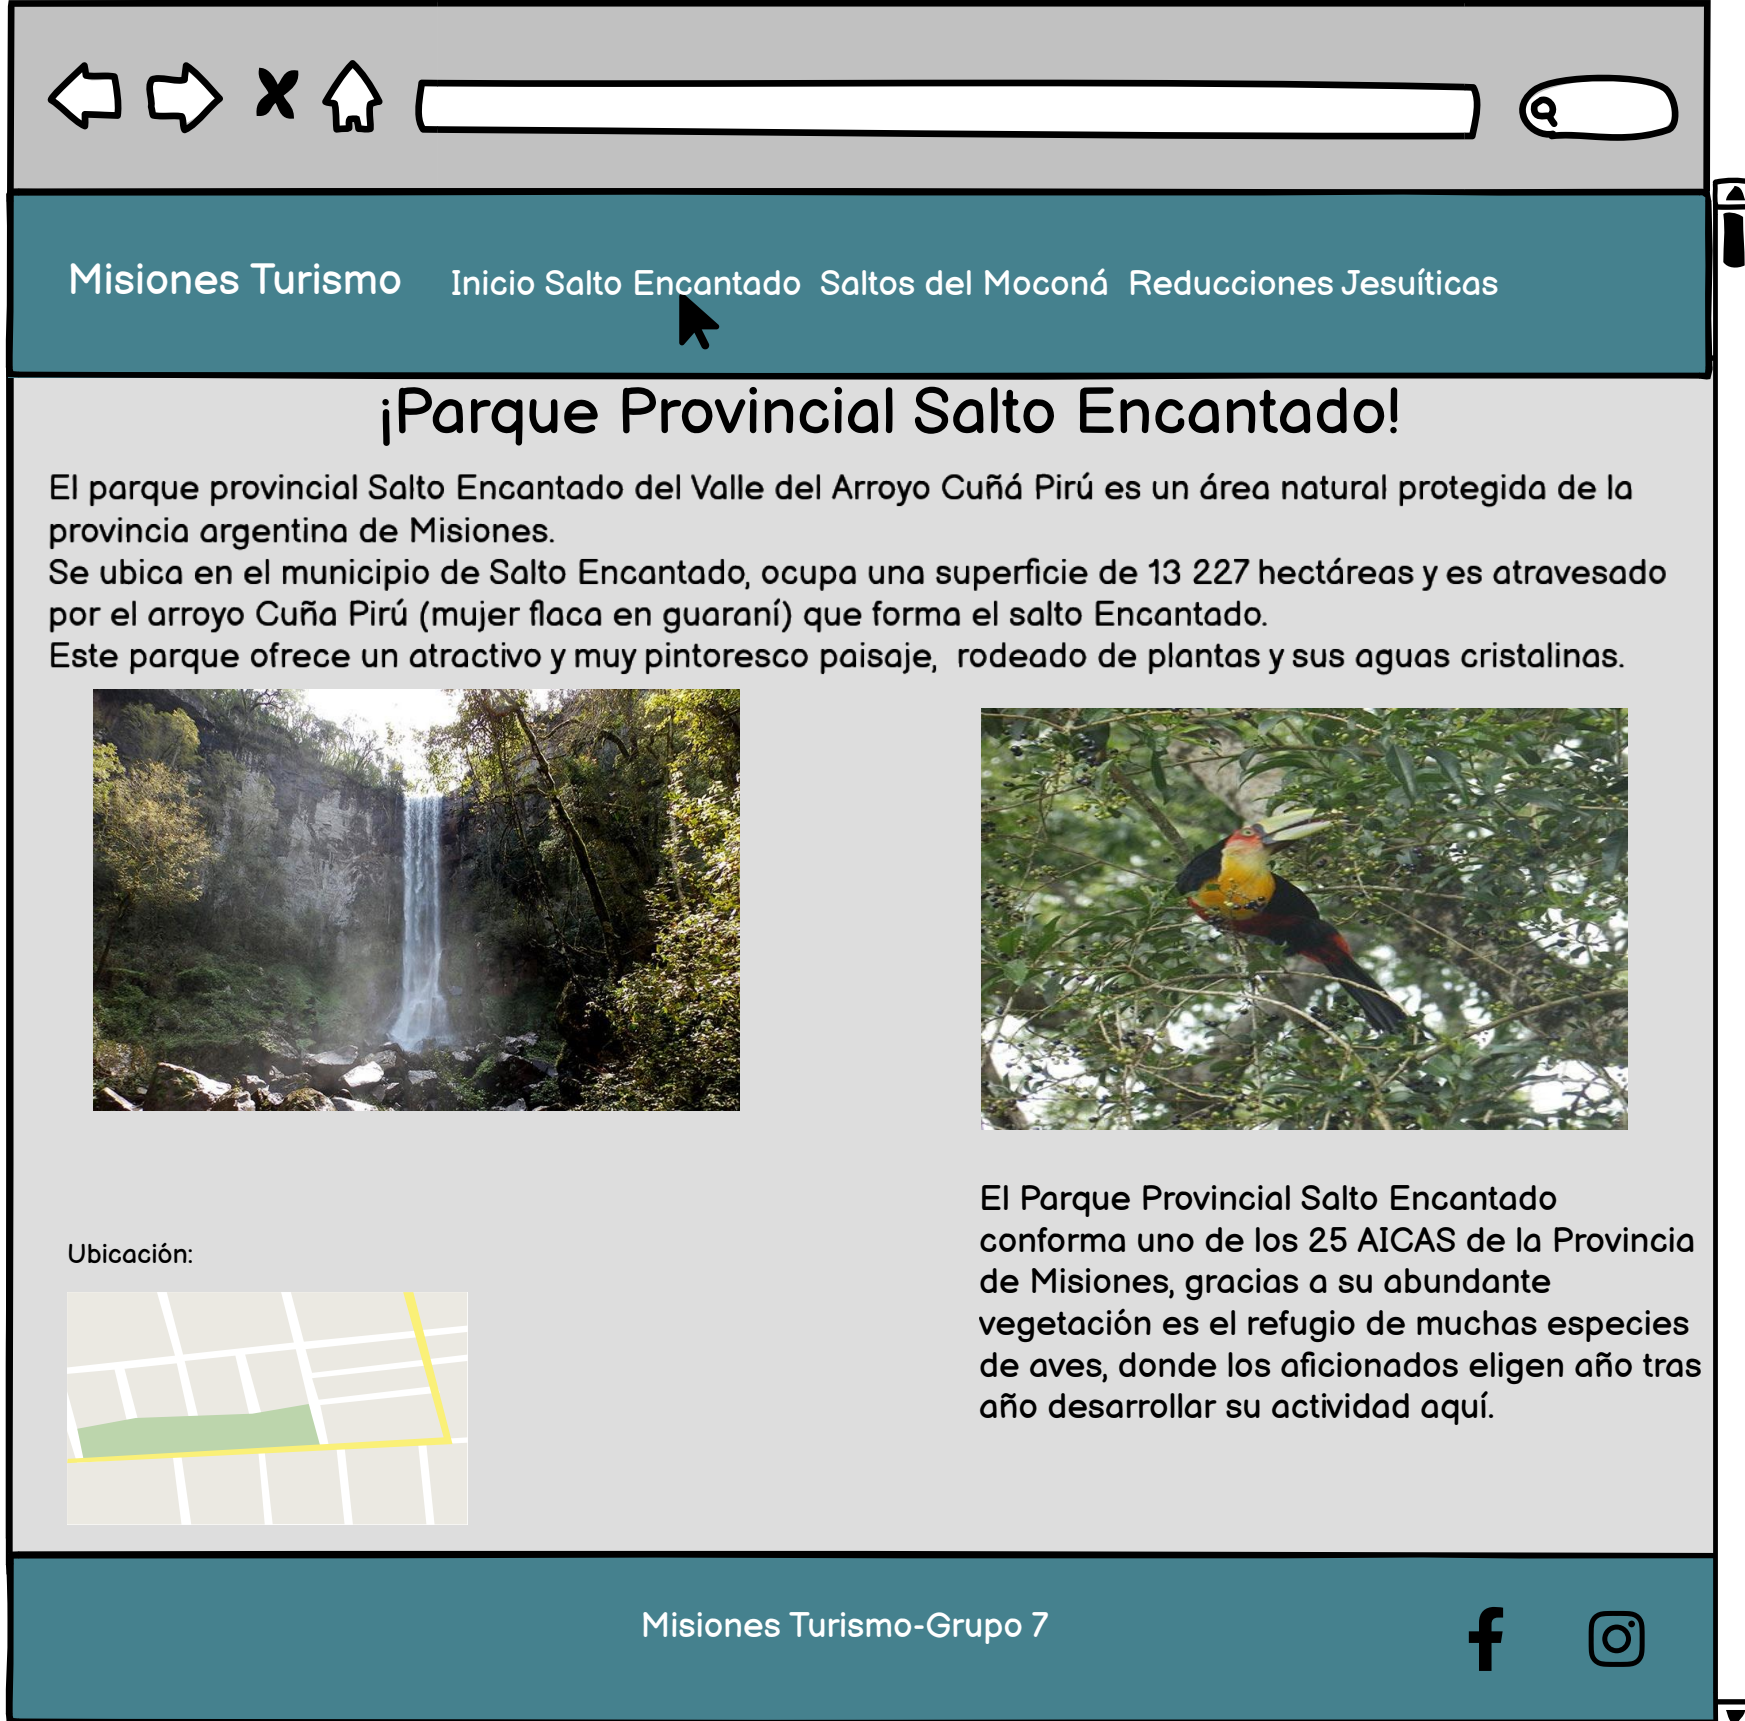 Misiones Turismo Inicio Salto Encantado Saltos del Moconá Reducciones Jesuíticas
¡Parque Provincial Salto Encantado!
El parque provincial Salto Encantado del Valle del Arroyo Cuñá Pirú es un área natural protegida de la
provincia argentina de Misiones.
Se ubica en el municipio de Salto Encantado, ocupa una superficie de 13 227 hectáreas y es atravesado
por el arroyo Cuña Pirú (mujer flaca en guaraní) que forma el salto Encantado.
Este parque ofrece un atractivo y muy pintoresco paisaje, rodeado de plantas y sus aguas cristalinas.
El Parque Provincial Salto Encantado
conforma uno de los 25 AICAS de la Provincia
de Misiones, gracias a su abundante
vegetación es el refugio de muchas especies
de aves, donde los aficionados eligen año tras
año desarrollar su actividad aquí.
Ubicación:
Misiones Turismo-Grupo 7